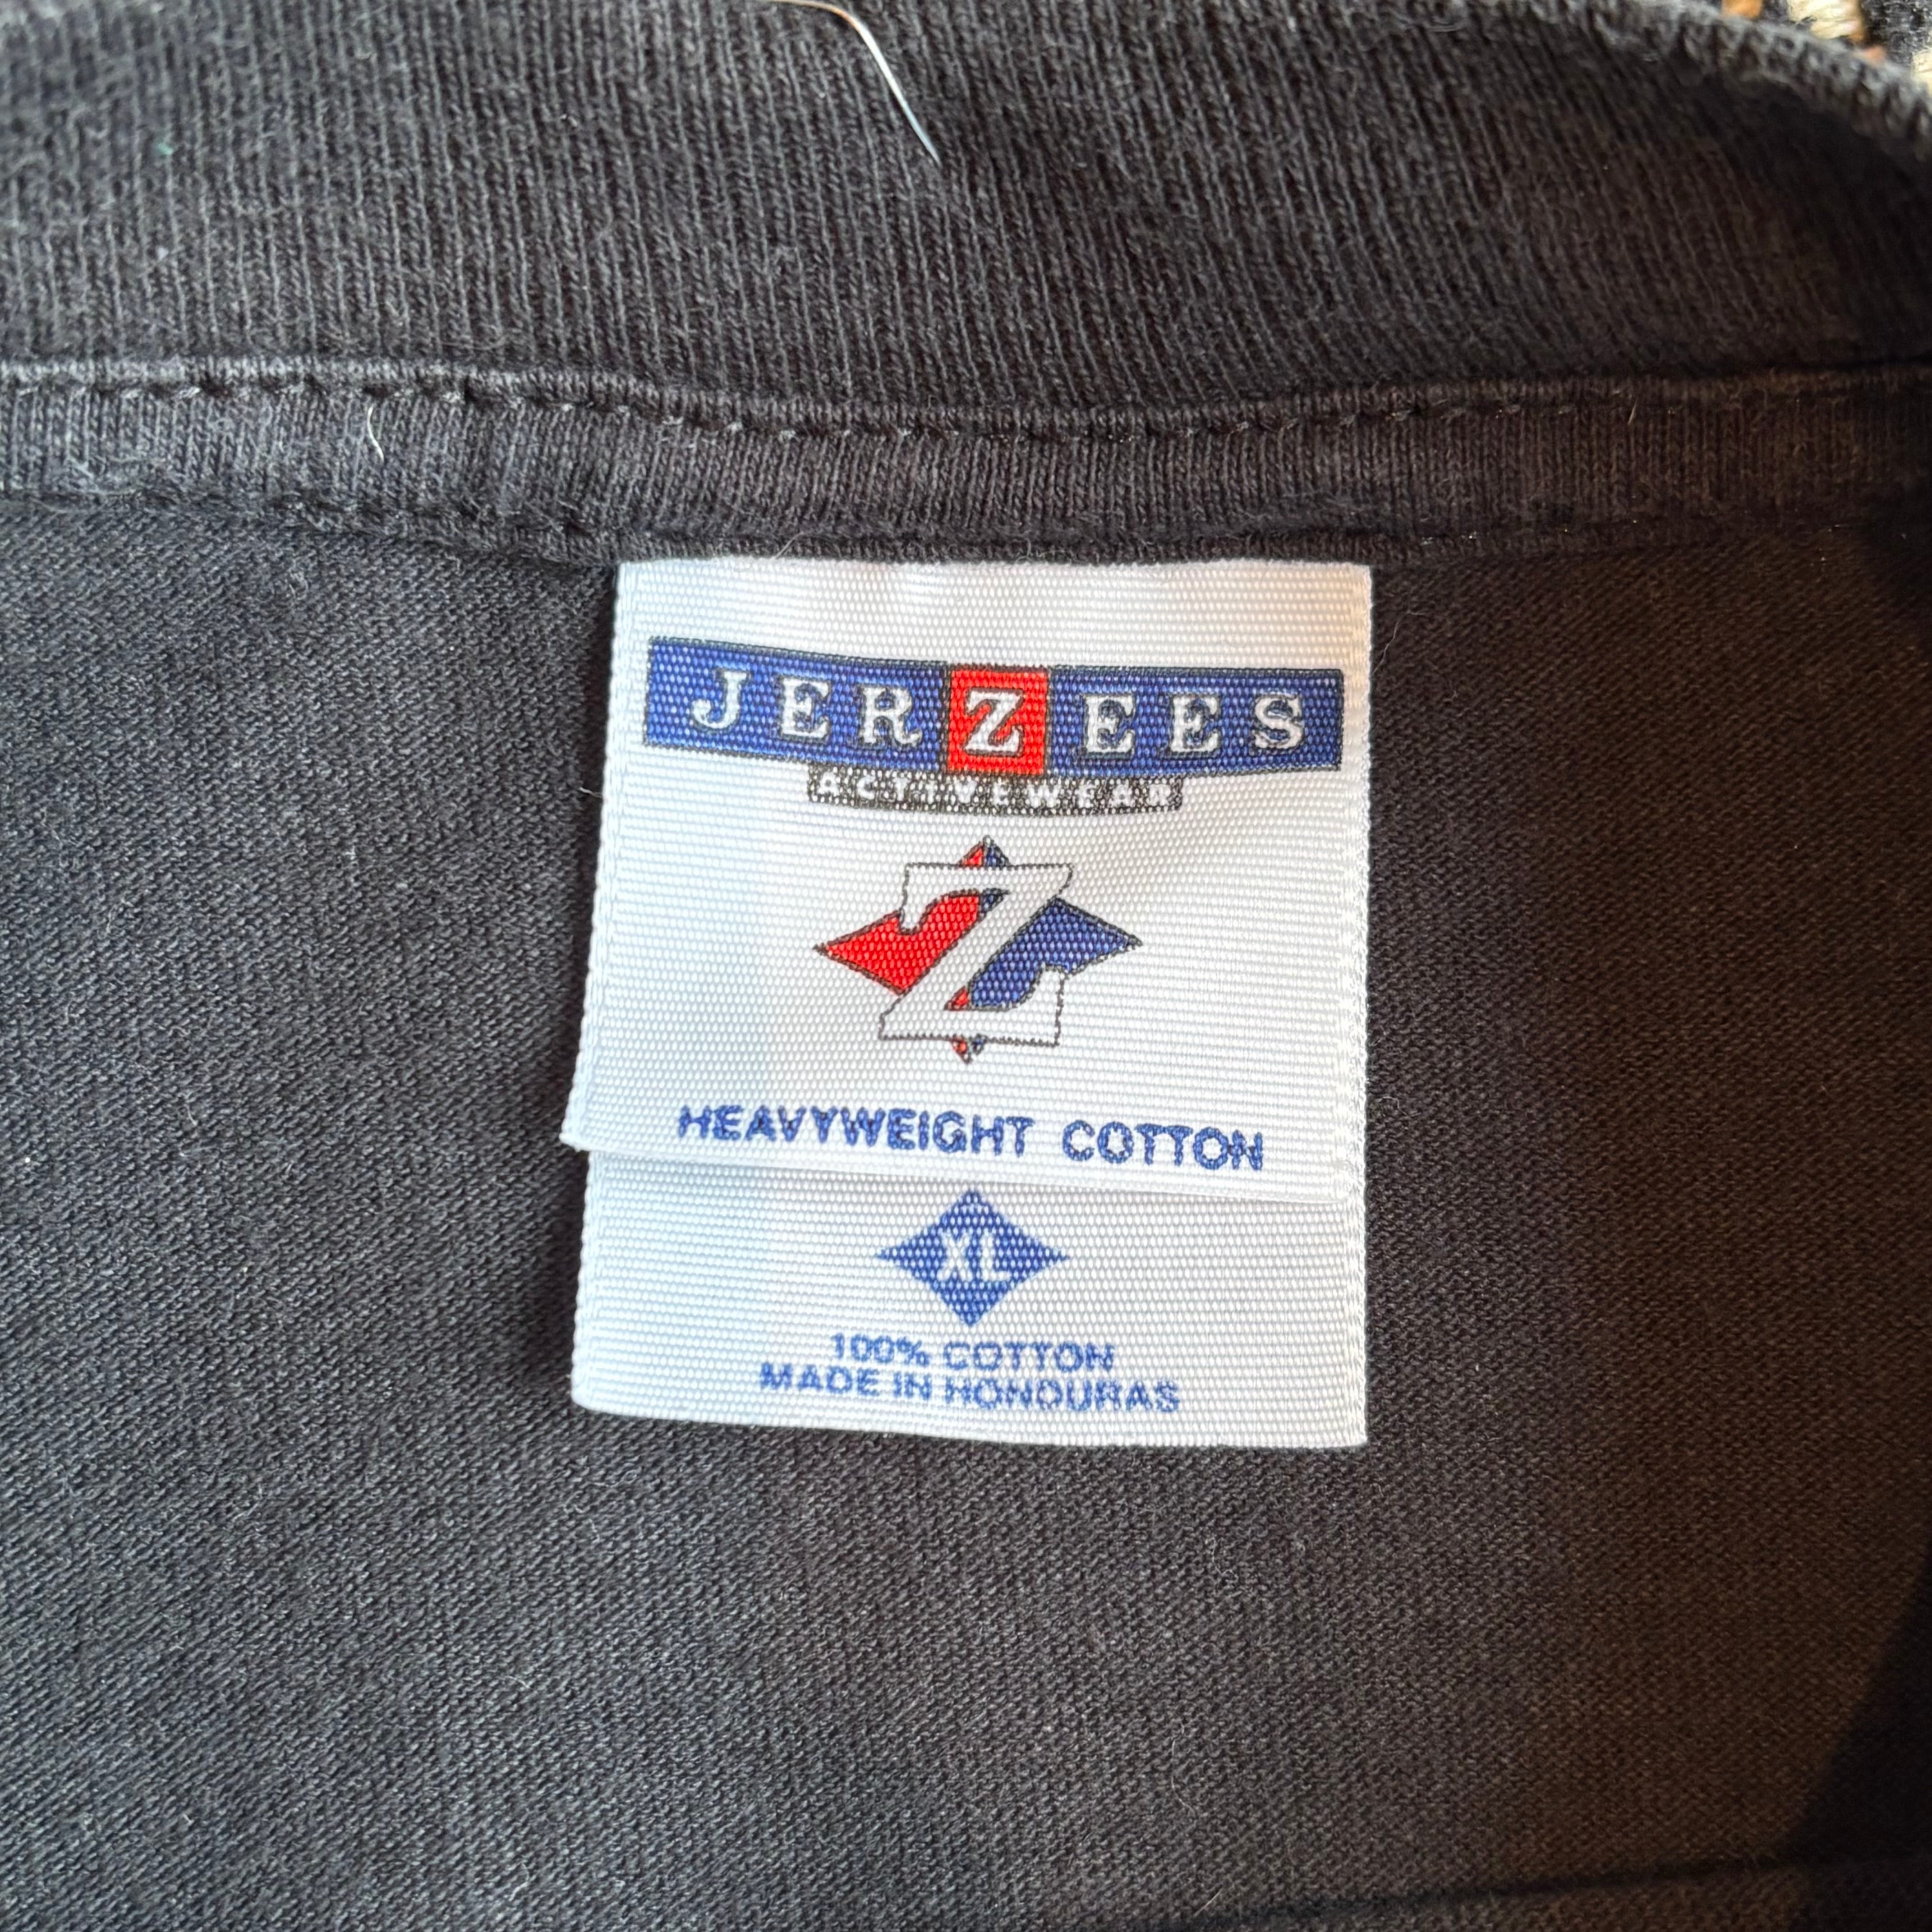 JERZEES
ACTIVEWEAR
Z
HEAVYWEIGHT COTTON
XL
100% COTTON
MADE IN HONDURAS